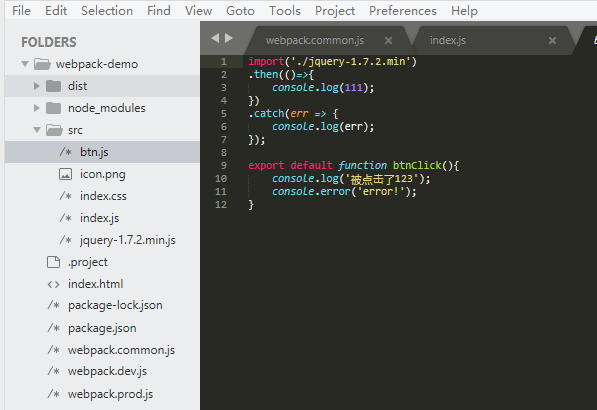 File Edit Selection Find View Goto Tools Project Preferences Help
FOLDERS
webpack-demo
dist
node_modules
src
/* btn.js
icon.png
/* index.css
/* index.js
/* jquery-1.7.2.min.js
.project
<> index.html
/* package-lock.json
/* package.json
/* webpack.common.js
/* webpack.dev.js
/* webpack.prod.js
webpack.common.js × index.js ×
1 import('./jquery-1.7.2.min')
2 .then(()=>{
3 console.log(111);
4 })
5 .catch(err => {
6 console.log(err);
7 });
8
9 export default function btnClick(){
10 console.log('被点击了123');
11 console.error('error!');
12 }